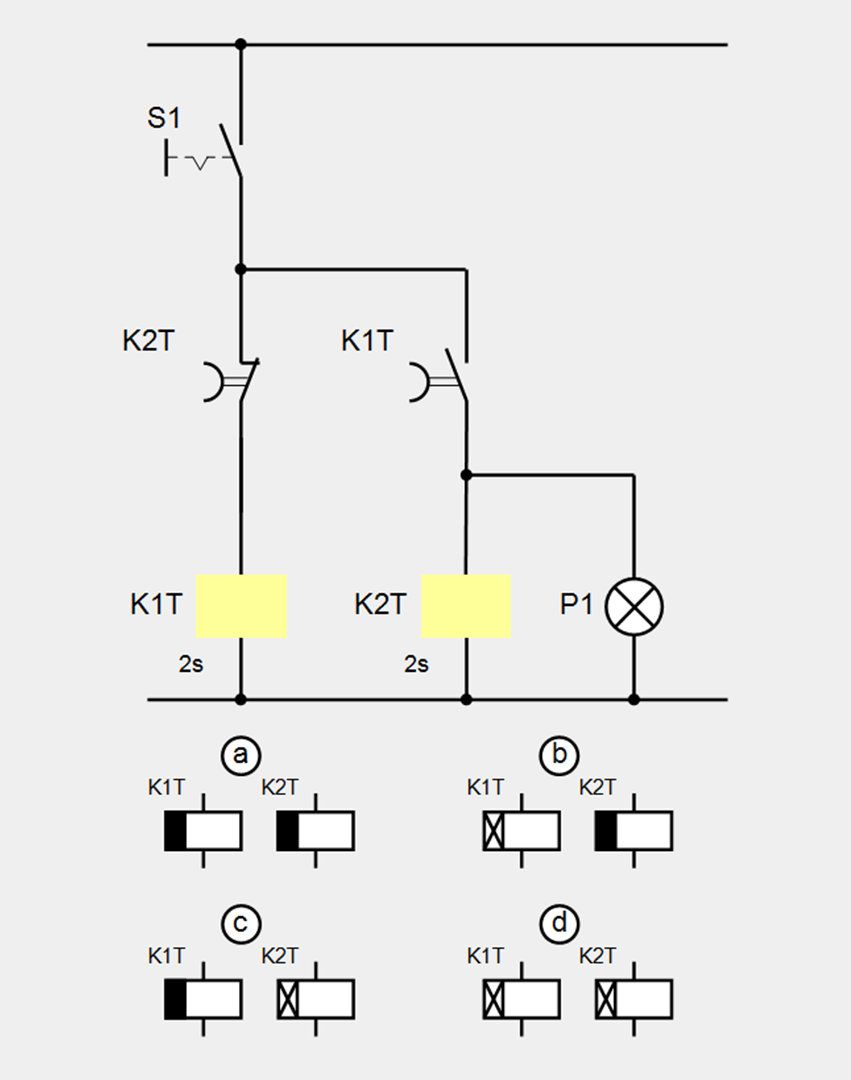 S1
K2T K1T
K1T K2T P1
2s 2s
a b
K1T K2T K1T K2T
c d
K1T K2T K1T K2T